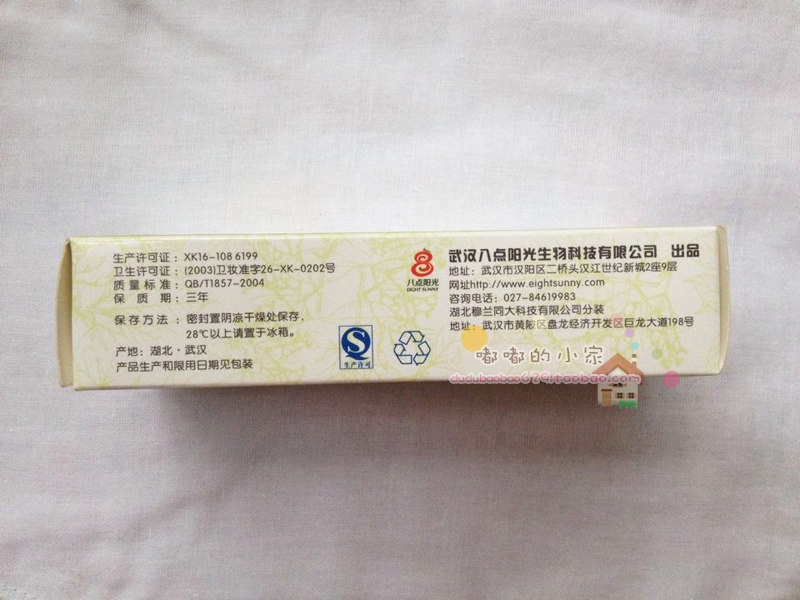 生产许可证：XK16-108 6199
卫生许可证：(2003)卫妆准字26-XK-0202号
质量标准：QB/T1857-2004
保质期：三年
保存方法：密封置阴凉干燥处保存，
28℃以上请置于冰箱。
产地：湖北·武汉
产品生产和限用日期见包装
QS
生产许可
八点阳光
EIGHT SUNNY
武汉八点阳光生物科技有限公司 出品
地址：武汉市汉阳区二桥头汉江世纪新城2座9层
网址http://www.eightsunny.com
咨询电话：027-84619983
湖北穆兰同大科技有限公司分装
地址：武汉市黄陂区盘龙经济开发区巨龙大道198号
嘟嘟的小家
dudubaobao629.taobao.com